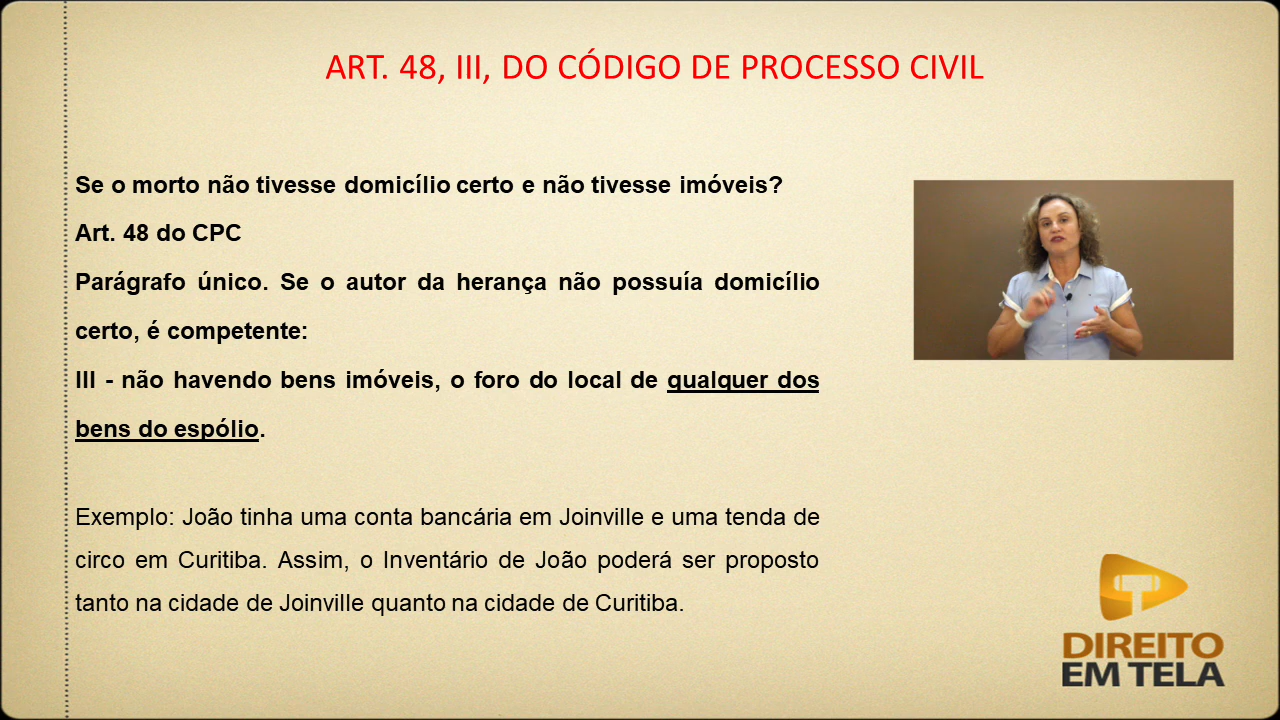 ART. 48, III, DO CÓDIGO DE PROCESSO CIVIL
Se o morto não tivesse domicílio certo e não tivesse imóveis?
Art. 48 do CPC
Parágrafo único. Se o autor da herança não possuía domicílio
certo, é competente:
III - não havendo bens imóveis, o foro do local de qualquer dos
bens do espólio.
Exemplo: João tinha uma conta bancária em Joinville e uma tenda de
circo em Curitiba. Assim, o Inventário de João poderá ser proposto
tanto na cidade de Joinville quanto na cidade de Curitiba.
DIREITO
EM TELA